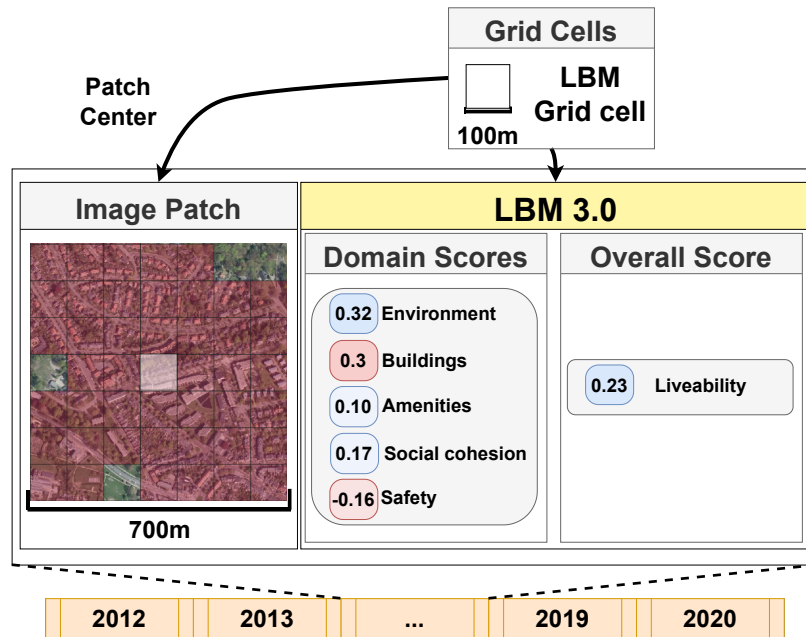 Grid Cells
LBM
Grid cell
100m
Patch
Center
Image Patch
LBM 3.0
Domain Scores
Overall Score
0.32 Environment
0.3 Buildings
0.10 Amenities
0.17 Social cohesion
-0.16 Safety
0.23 Liveability
700m
2012 2013 ... 2019 2020